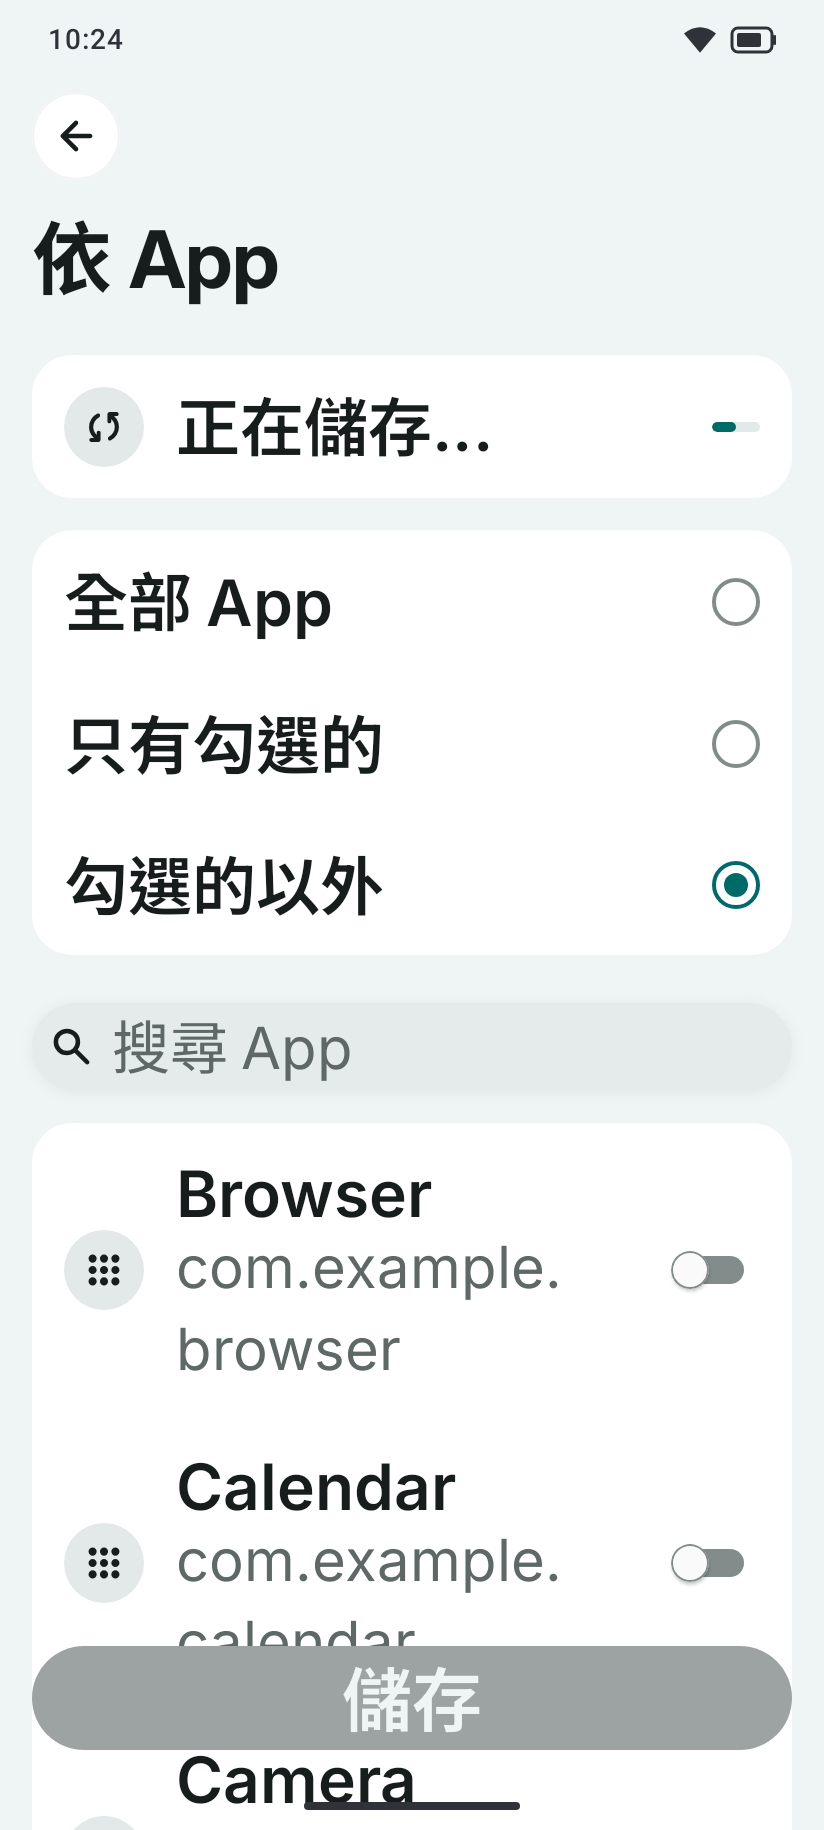 10:24
依 App
正在儲存…
全部 App
只有勾選的
勾選的以外
搜尋 App
Browser
com.example.
browser
Calendar
com.example.
calendar
儲存
Camera